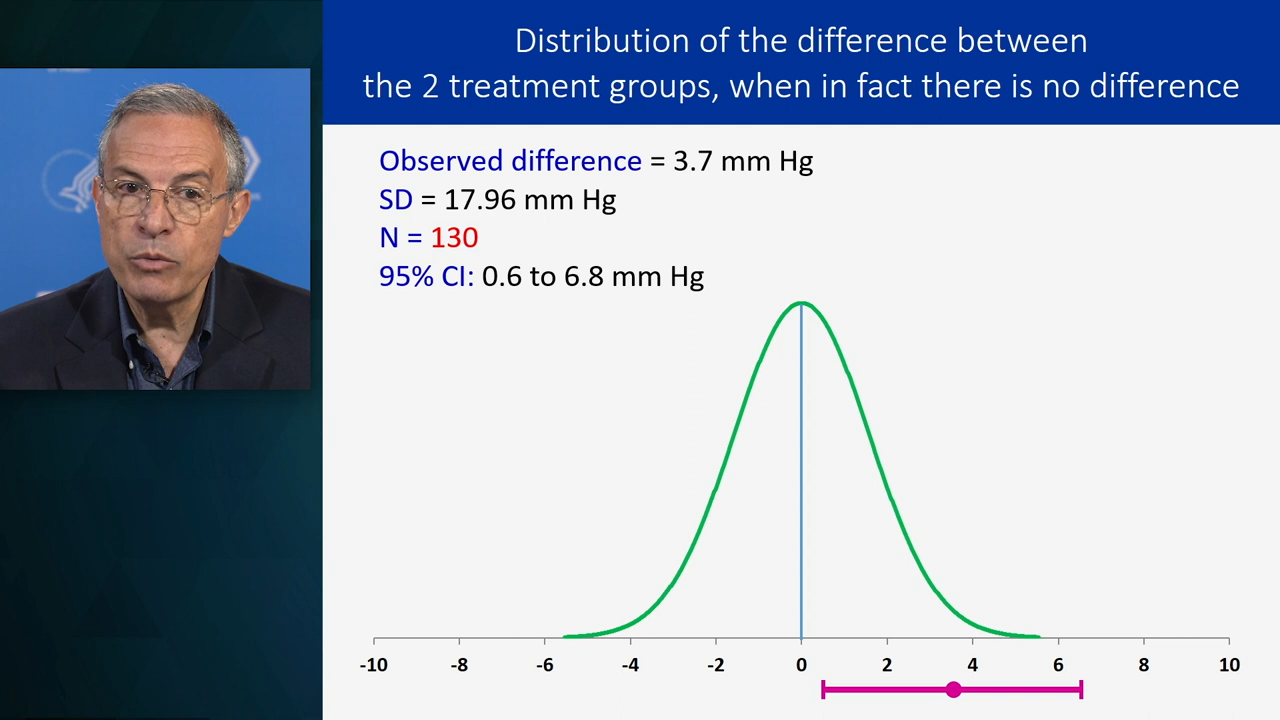 Distribution of the difference between
the 2 treatment groups, when in fact there is no difference
Observed difference = 3.7 mm Hg
SD = 17.96 mm Hg
N = 130
95% CI: 0.6 to 6.8 mm Hg
-10 -8 -6 -4 -2 0 2 4 6 8 10